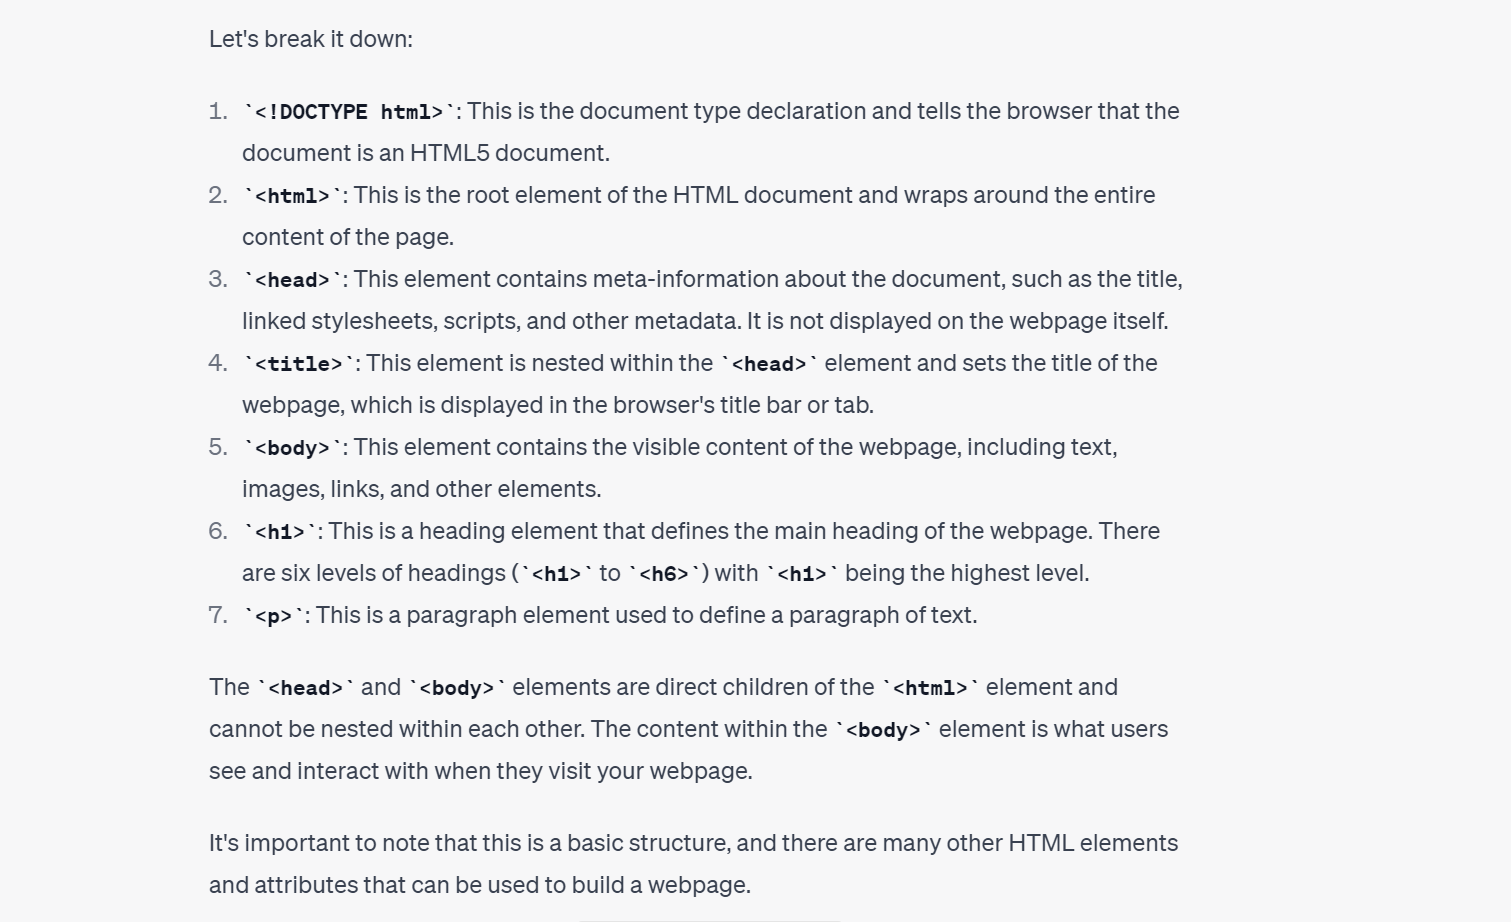 Let's break it down:
1. `<!DOCTYPE html>`: This is the document type declaration and tells the browser that the
document is an HTML5 document.
2. `<html>`: This is the root element of the HTML document and wraps around the entire
content of the page.
3. `<head>`: This element contains meta-information about the document, such as the title,
linked stylesheets, scripts, and other metadata. It is not displayed on the webpage itself.
4. `<title>`: This element is nested within the `<head>` element and sets the title of the
webpage, which is displayed in the browser's title bar or tab.
5. `<body>`: This element contains the visible content of the webpage, including text,
images, links, and other elements.
6. `<h1>`: This is a heading element that defines the main heading of the webpage. There
are six levels of headings (`<h1>` to `<h6>`) with `<h1>` being the highest level.
7. `<p>`: This is a paragraph element used to define a paragraph of text.
The `<head>` and `<body>` elements are direct children of the `<html>` element and
cannot be nested within each other. The content within the `<body>` element is what users
see and interact with when they visit your webpage.
It's important to note that this is a basic structure, and there are many other HTML elements
and attributes that can be used to build a webpage.